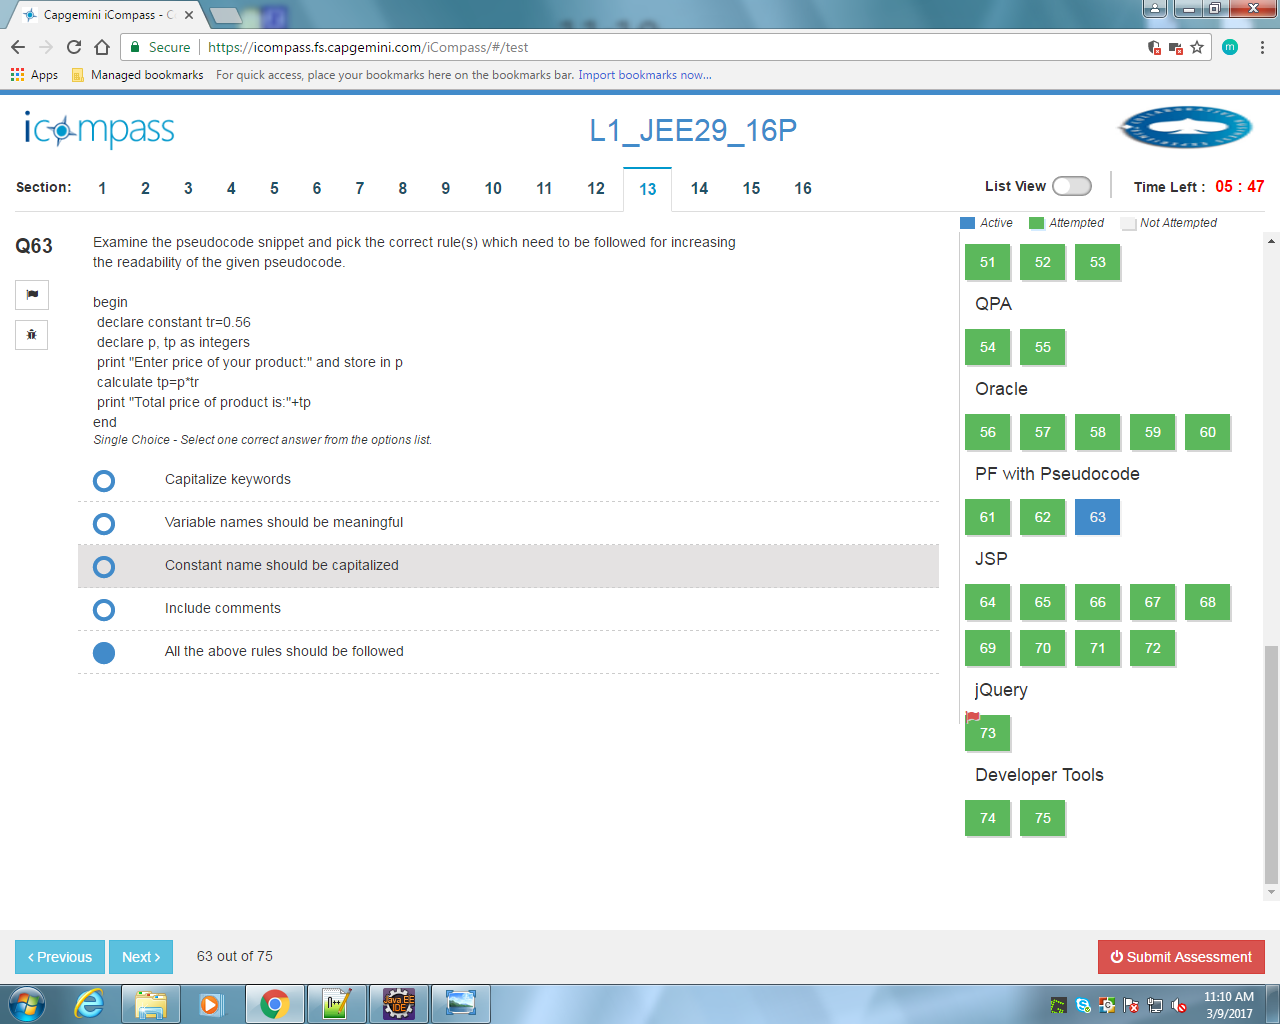 Capgemini iCompass - C
Secure https://icompass.fs.capgemini.com/iCompass/#/test
m
Apps Managed bookmarks For quick access, place your bookmarks here on the bookmarks bar. Import bookmarks now...
icompass
L1_JEE29_16P
Section: 1 2 3 4 5 6 7 8 9 10 11 12 13 14 15 16
List View Time Left : 05 : 47
Active Attempted Not Attempted
Q63
Examine the pseudocode snippet and pick the correct rule(s) which need to be followed for increasing
the readability of the given pseudocode.
begin
declare constant tr=0.56
declare p, tp as integers
print "Enter price of your product:" and store in p
calculate tp=p*tr
print "Total price of product is:"+tp
end
Single Choice - Select one correct answer from the options list.
Capitalize keywords
Variable names should be meaningful
Constant name should be capitalized
Include comments
All the above rules should be followed
51 52 53
QPA
54 55
Oracle
56 57 58 59 60
PF with Pseudocode
61 62 63
JSP
64 65 66 67 68
69 70 71 72
jQuery
73
Developer Tools
74 75
‹ Previous Next › 63 out of 75
Submit Assessment
Java EE
IDE
11:10 AM
3/9/2017